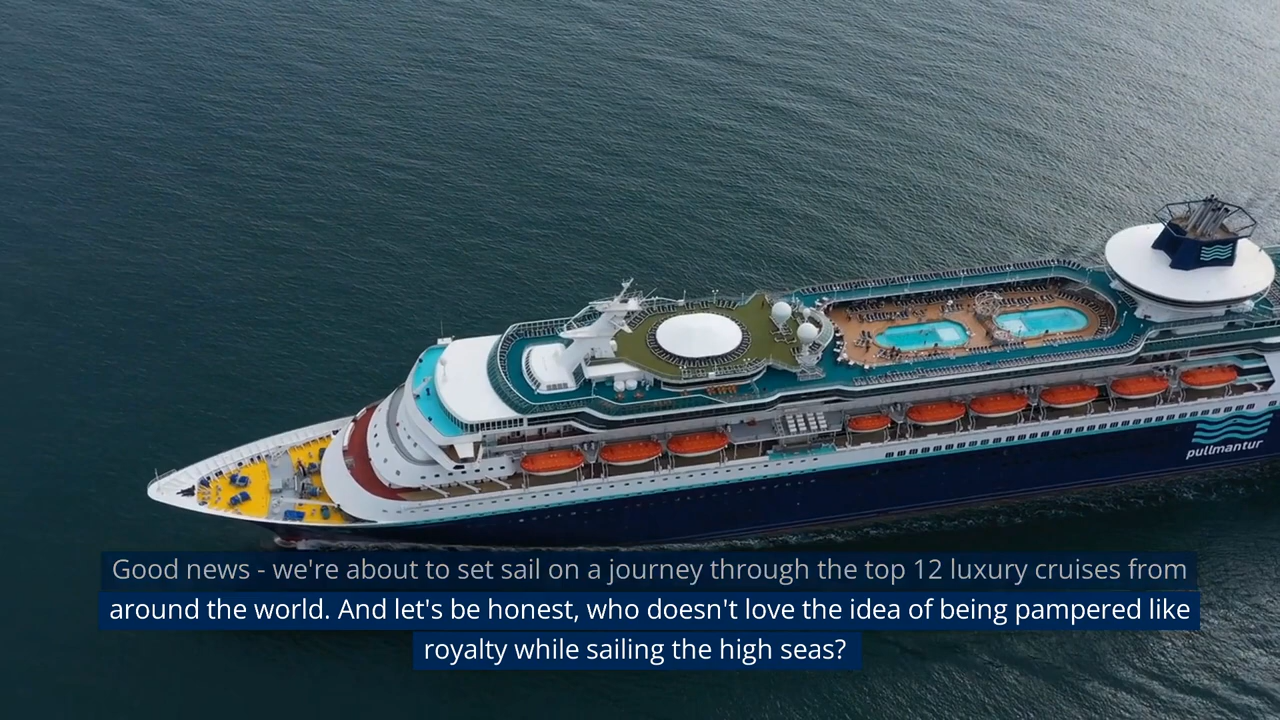 pullmantur
Good news - we're about to set sail on a journey through the top 12 luxury cruises from
around the world. And let's be honest, who doesn't love the idea of being pampered like
royalty while sailing the high seas?